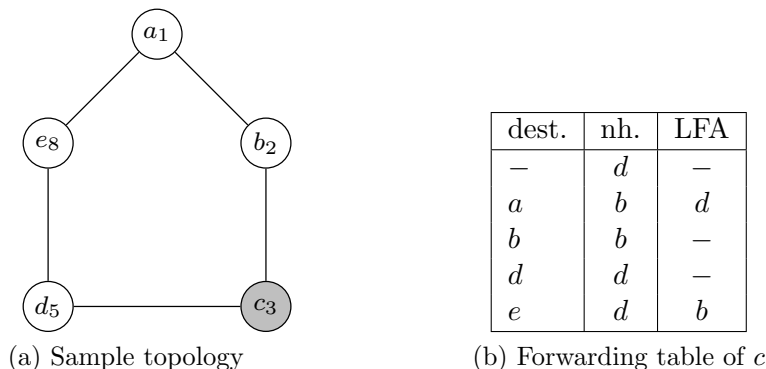 a₁
e₈
b₂
d₅
c₃
(a) Sample topology
dest. nh. LFA
– d –
a b d
b b –
d d –
e d b
(b) Forwarding table of c